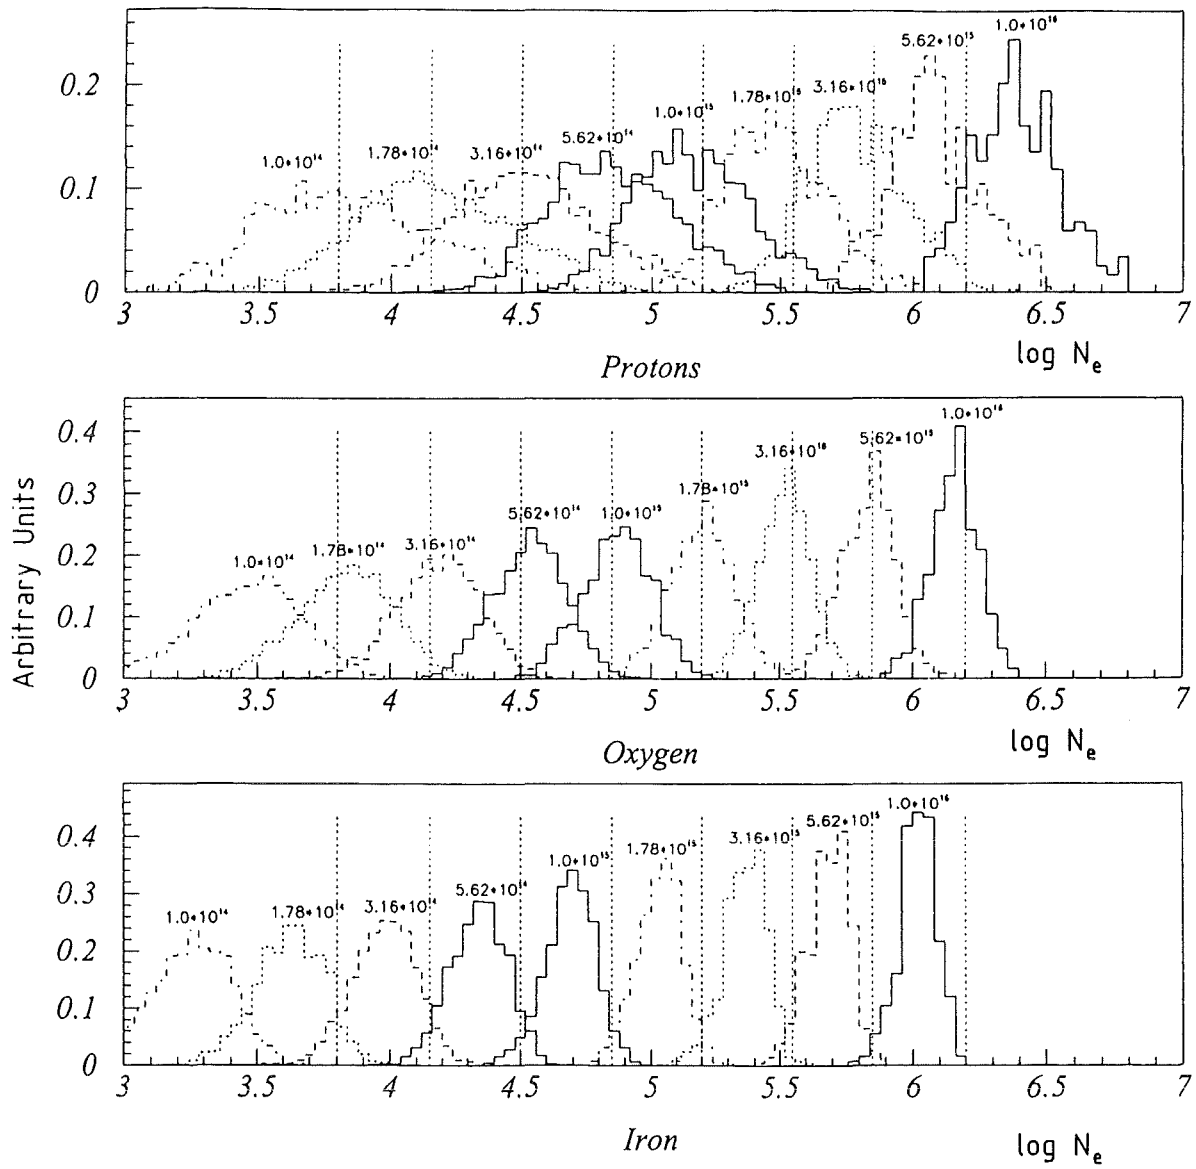 1.0*10¹⁶
5.62*10¹⁵
1.78*10¹⁵ 3.16*10¹⁵
1.0*10¹⁵
5.62*10¹⁴
1.0*10¹⁴ 1.78*10¹⁴ 3.16*10¹⁴
0.2
0.1
0
3 3.5 4 4.5 5 5.5 6 6.5 7
Protons
log Nₑ
Arbitrary Units
1.0*10¹⁶
5.62*10¹⁵
3.16*10¹⁵
1.78*10¹⁵
5.62*10¹⁴ 1.0*10¹⁵
1.0*10¹⁴ 1.78*10¹⁴ 3.16*10¹⁴
0.4
0.3
0.2
0.1
0
3 3.5 4 4.5 5 5.5 6 6.5 7
Oxygen
log Nₑ
1.0*10¹⁶
5.62*10¹⁵
1.78*10¹⁵ 3.16*10¹⁵
5.62*10¹⁴ 1.0*10¹⁵
1.0*10¹⁴ 1.78*10¹⁴ 3.16*10¹⁴
0.4
0.3
0.2
0.1
0
3 3.5 4 4.5 5 5.5 6 6.5 7
Iron
log Nₑ